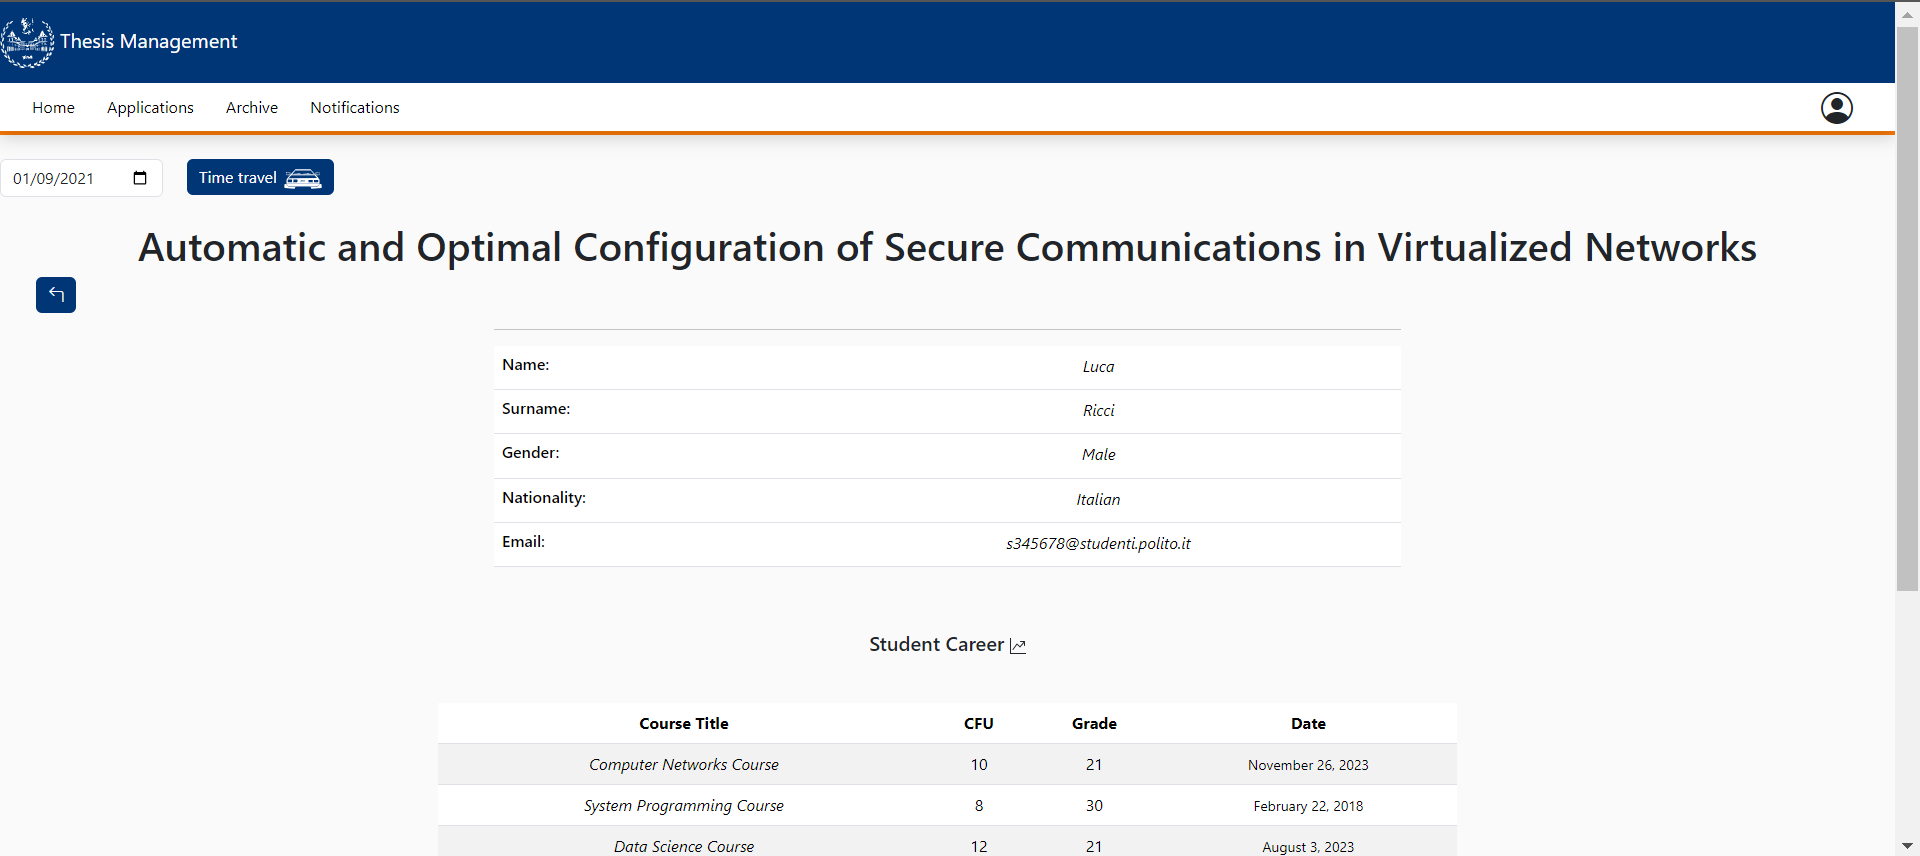 Thesis Management
Home Applications Archive Notifications
01/09/2021 Time travel
Automatic and Optimal Configuration of Secure Communications in Virtualized Networks
Name: Luca
Surname: Ricci
Gender: Male
Nationality: Italian
Email: s345678@studenti.polito.it
Student Career
Course Title CFU Grade Date
Computer Networks Course 10 21 November 26, 2023
System Programming Course 8 30 February 22, 2018
Data Science Course 12 21 August 3, 2023